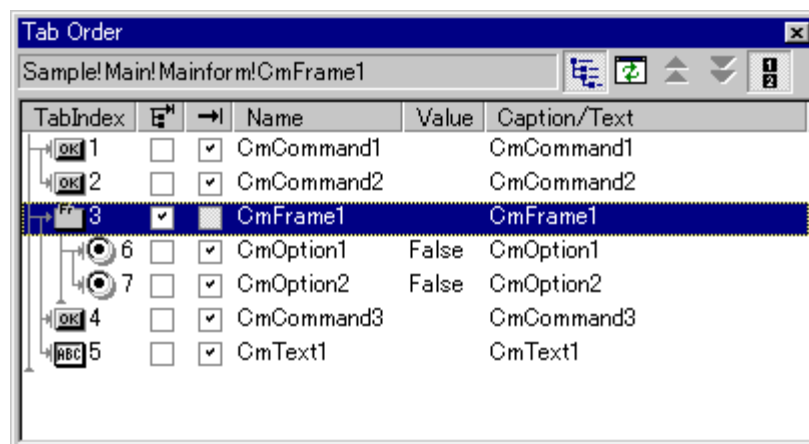 Tab Order
Sample!Main!Mainform!CmFrame1
1
2
TabIndex Name Value Caption/Text
OK 1 CmCommand1 CmCommand1
OK 2 CmCommand2 CmCommand2
Fr 3 CmFrame1 CmFrame1
6 CmOption1 False CmOption1
7 CmOption2 False CmOption2
OK 4 CmCommand3 CmCommand3
ABC 5 CmText1 CmText1